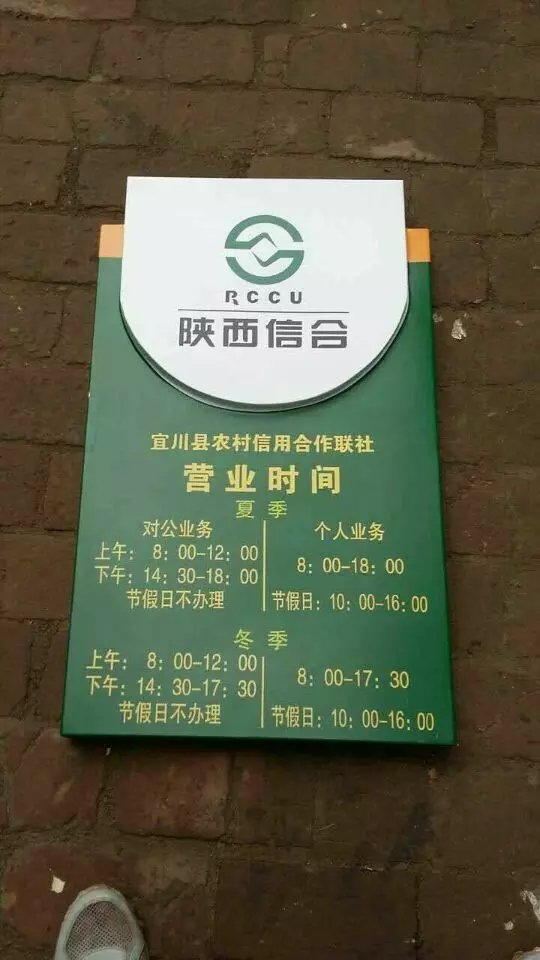 RCCU
陕西信合
宜川县农村信用合作联社
营业时间
夏季
对公业务
上午：8：00-12：00
下午：14：30-18：00
节假日不办理
个人业务
8：00-18：00
节假日：10：00-16：00
冬季
上午：8：00-12：00
下午：14：30-17：30
节假日不办理
8：00-17：30
节假日：10：00-16：00